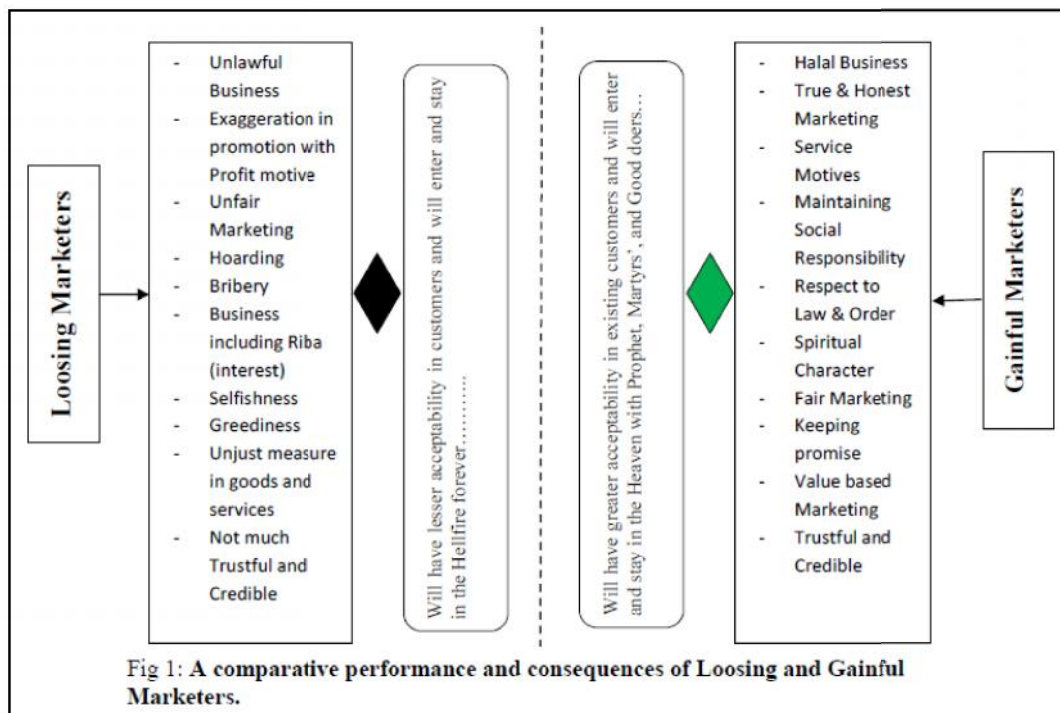 Loosing Marketers
- Unlawful
Business
- Exaggeration in
promotion with
Profit motive
- Unfair
Marketing
- Hoarding
- Bribery
- Business
including Riba
(interest)
- Selfishness
- Greediness
- Unjust measure
in goods and
services
- Not much
Trustful and
Credible
Will have lesser acceptability in customers and will enter and stay
in the Hellfire forever...........
Will have greater acceptability in existing customers and will enter
and stay in the Heaven with Prophet, Martyrs’, and Good doers…
- Halal Business
- True & Honest
Marketing
- Service
Motives
- Maintaining
Social
Responsibility
- Respect to
Law & Order
- Spiritual
Character
- Fair Marketing
- Keeping
promise
- Value based
Marketing
- Trustful and
Credible
Gainful Marketers
Fig 1: A comparative performance and consequences of Loosing and Gainful
Marketers.